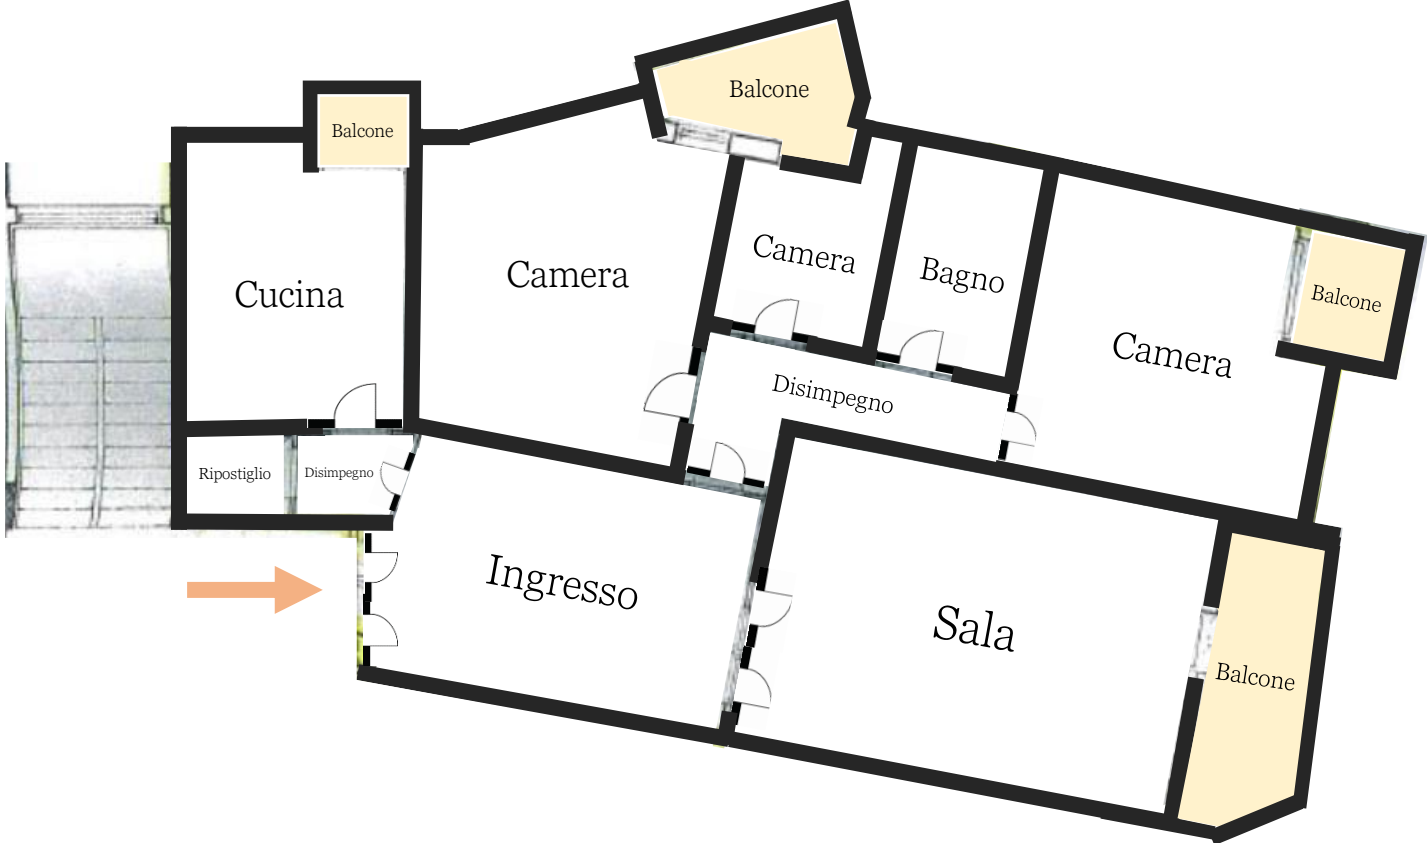 Balcone
Balcone
Camera
Bagno
Camera
Cucina
Balcone
Camera
Disimpegno
Ripostiglio
Disimpegno
Ingresso
Sala
Balcone